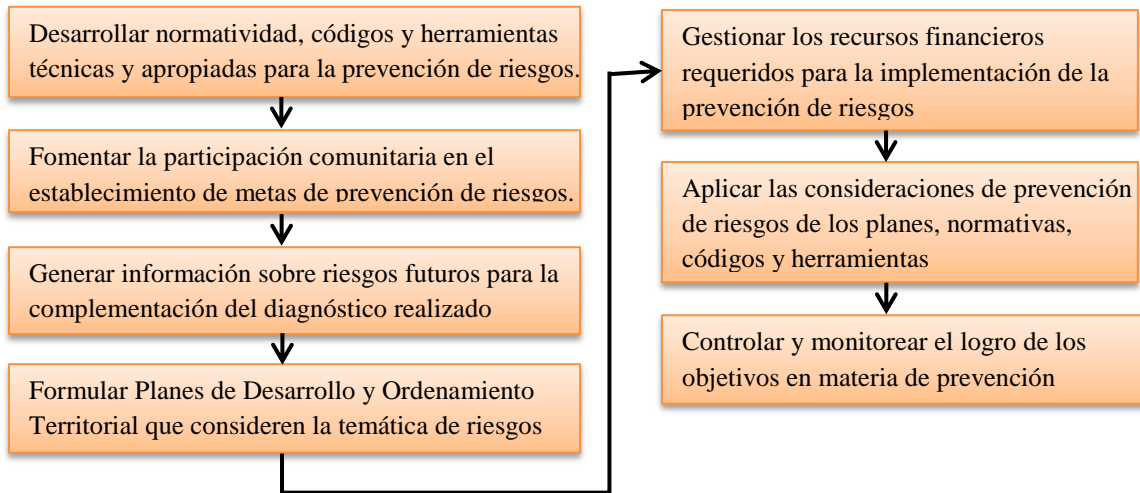 Desarrollar normatividad, códigos y herramientas
técnicas y apropiadas para la prevención de riesgos.
Fomentar la participación comunitaria en el
establecimiento de metas de prevención de riesgos.
Generar información sobre riesgos futuros para la
complementación del diagnóstico realizado
Formular Planes de Desarrollo y Ordenamiento
Territorial que consideren la temática de riesgos
Gestionar los recursos financieros
requeridos para la implementación de la
prevención de riesgos
Aplicar las consideraciones de prevención
de riesgos de los planes, normativas,
códigos y herramientas
Controlar y monitorear el logro de los
objetivos en materia de prevención